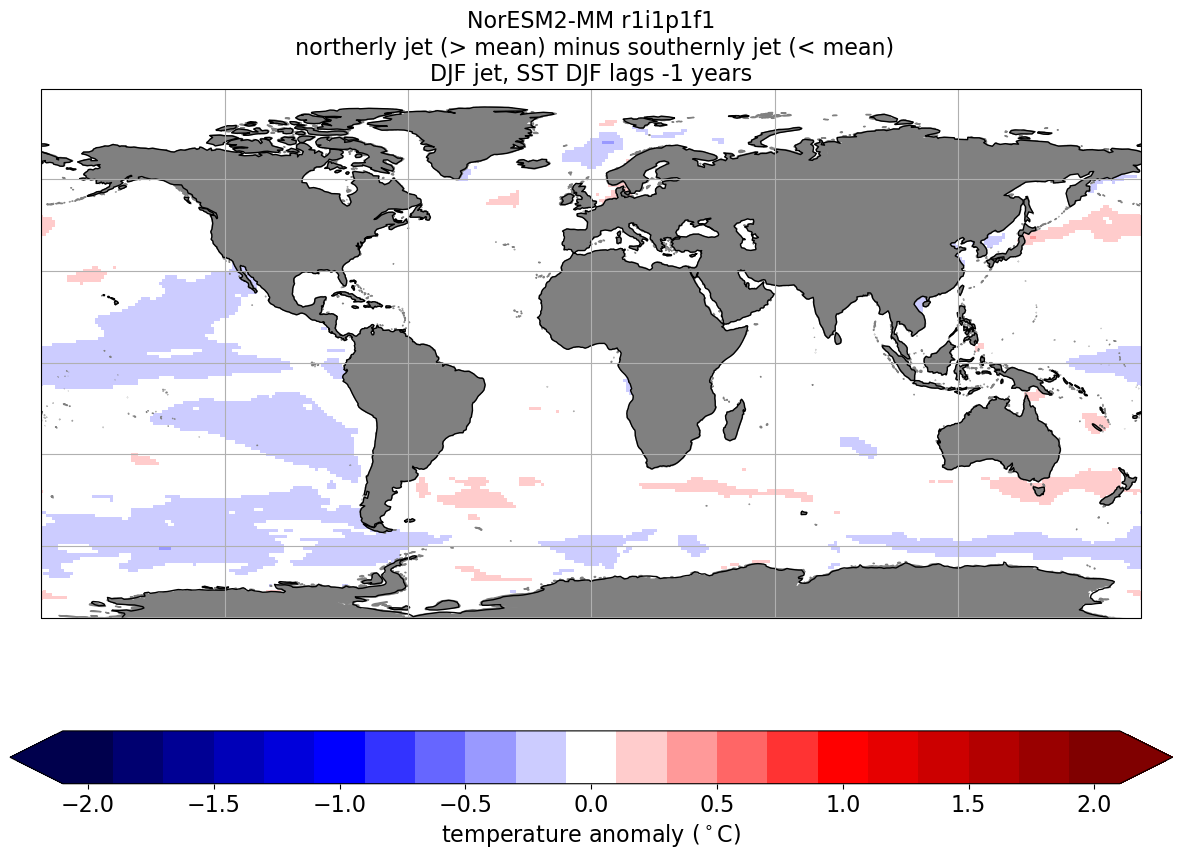 NorESM2-MM r1i1p1f1
northerly jet (> mean) minus southernly jet (< mean)
DJF jet, SST DJF lags -1 years
−2.0 −1.5 −1.0 −0.5 0.0 0.5 1.0 1.5 2.0
temperature anomaly (°C)